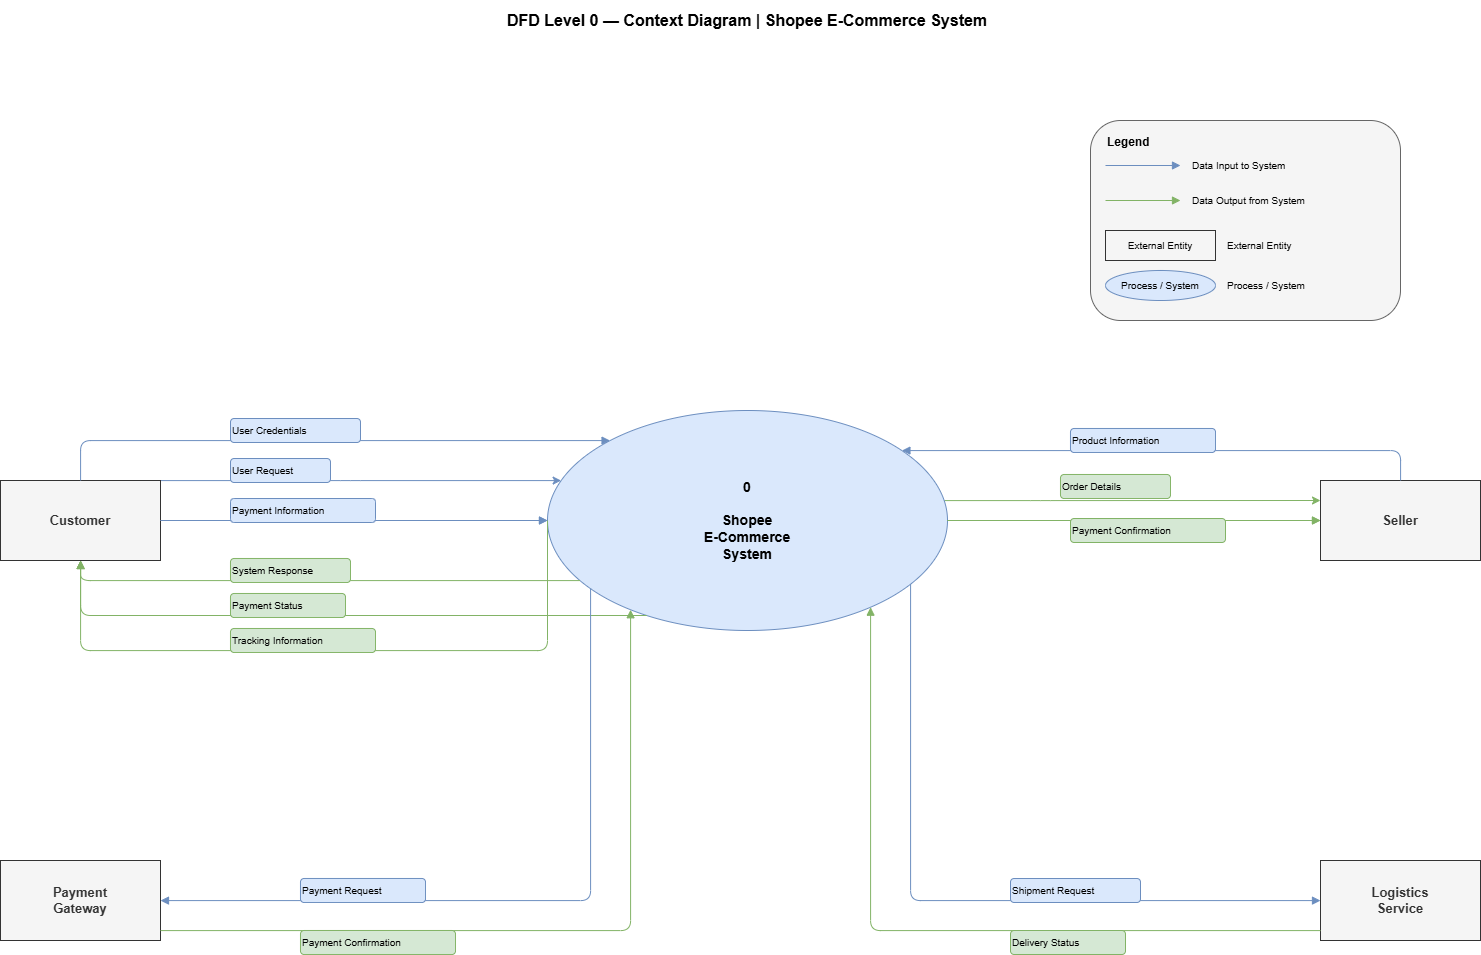 DFD Level 0 — Context Diagram | Shopee E-Commerce System
Legend
Data Input to System
Data Output from System
External Entity
External Entity
Process / System
Process / System
User Credentials
User Request
Payment Information
Customer
System Response
Payment Status
Tracking Information
0
Shopee
E-Commerce
System
Product Information
Order Details
Payment Confirmation
Seller
Payment
Gateway
Payment Request
Payment Confirmation
Shipment Request
Delivery Status
Logistics
Service